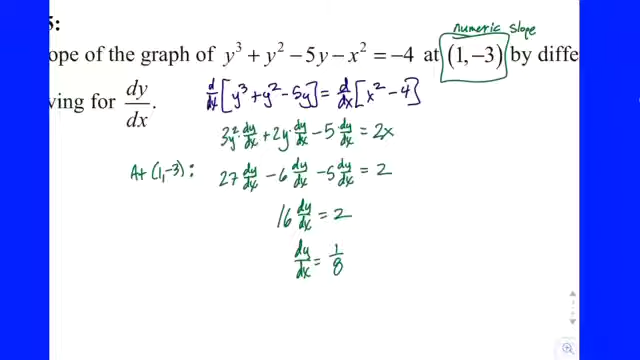 5:
numeric slope
ope of the graph of y³ + y² − 5y − x² = −4 at (1, −3) by diffe
ving for dy/dx.
d/dx [y³ + y² − 5y] = d/dx [x² − 4]
3y² · dy/dx + 2y · dy/dx − 5 dy/dx = 2x
At (1, −3): 27 dy/dx − 6 dy/dx − 5 dy/dx = 2
16 dy/dx = 2
dy/dx = 1/8